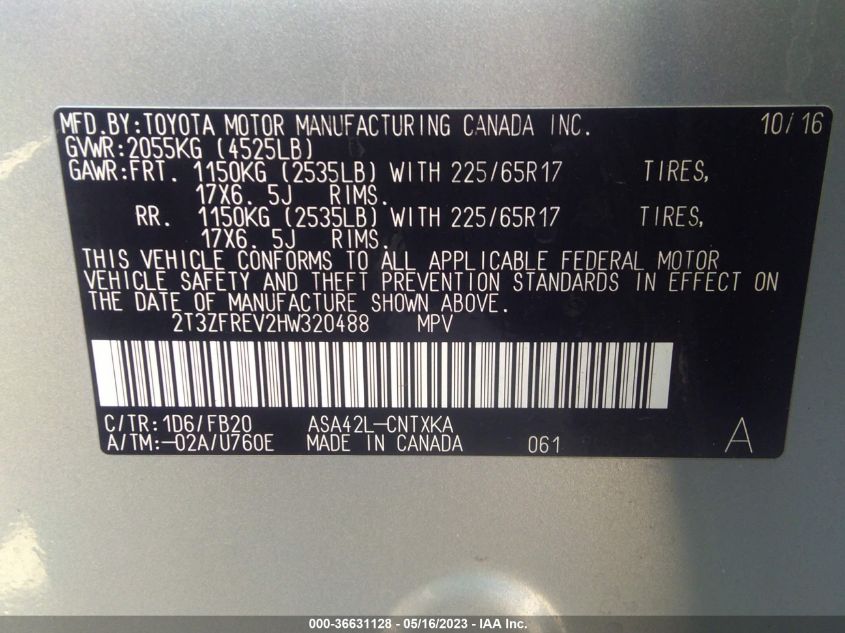 MFD.BY:TOYOTA MOTOR MANUFACTURING CANADA INC. 10/16
GVWR:2055KG (4525LB)
GAWR:FRT. 1150KG (2535LB) WITH 225/65R17 TIRES,
17X6. 5J RIMS.
RR. 1150KG (2535LB) WITH 225/65R17 TIRES,
17X6. 5J RIMS.
THIS VEHICLE CONFORMS TO ALL APPLICABLE FEDERAL MOTOR
VEHICLE SAFETY AND THEFT PREVENTION STANDARDS IN EFFECT ON
THE DATE OF MANUFACTURE SHOWN ABOVE.
2T3ZFREV2HW320488 MPV
C/TR:1D6/FB20 ASA42L-CNTXKA
A/TM:-02A/U760E MADE IN CANADA 061 A
000-36631128 - 05/16/2023 - IAA Inc.